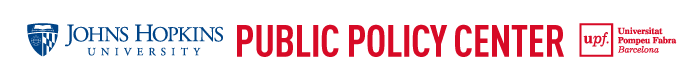 JOHNS HOPKINS
UNIVERSITY
PUBLIC POLICY CENTER
upf.
Universitat
Pompeu Fabra
Barcelona